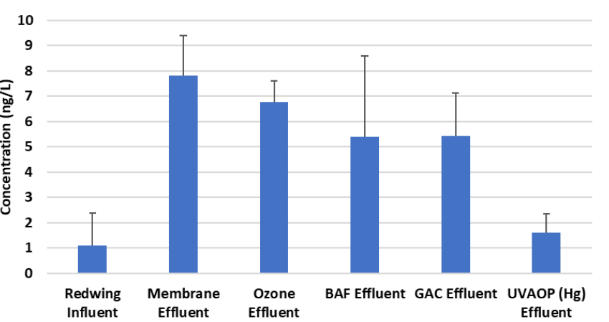 10
9
8
7
6
5
4
3
2
1
0
Concentration (ng/L)
Redwing
Influent
Membrane
Effluent
Ozone
Effluent
BAF Effluent
GAC Effluent
UVAOP (Hg)
Effluent